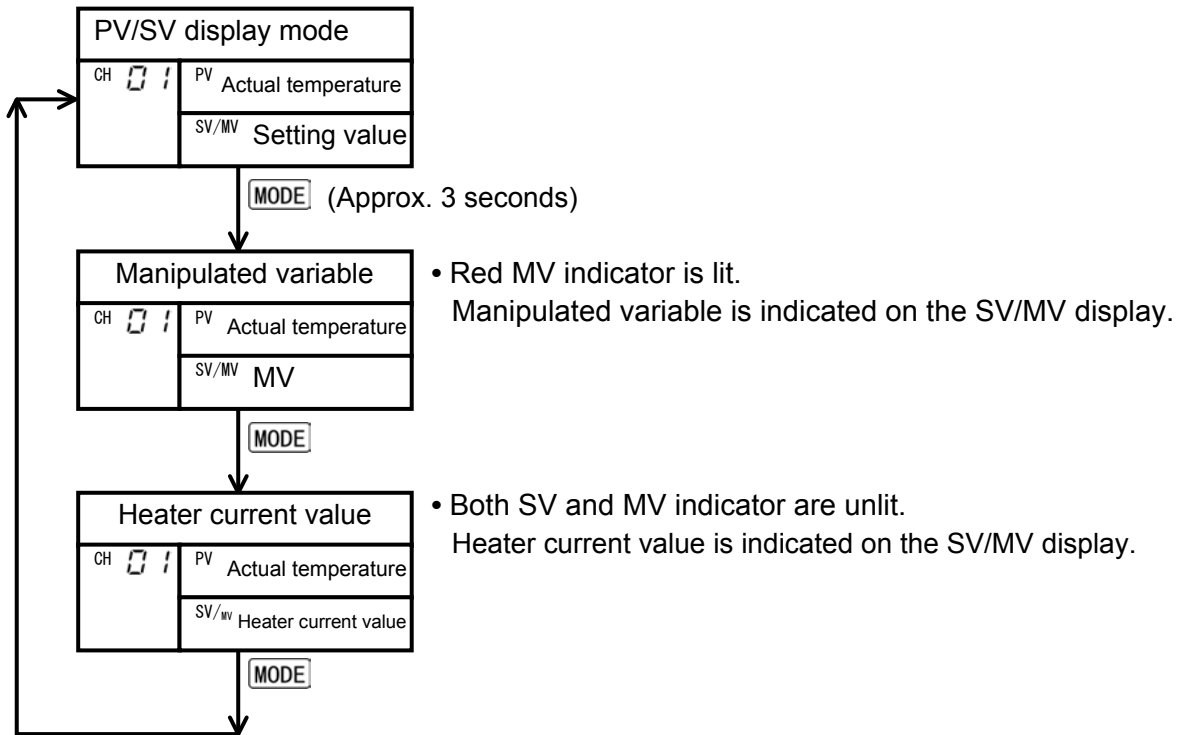 PV/SV display mode
CH 01 PV Actual temperature
SV/MV Setting value
MODE (Approx. 3 seconds)
Manipulated variable
• Red MV indicator is lit.
Manipulated variable is indicated on the SV/MV display.
CH 01 PV Actual temperature
SV/MV MV
MODE
Heater current value
• Both SV and MV indicator are unlit.
Heater current value is indicated on the SV/MV display.
CH 01 PV Actual temperature
SV/MV Heater current value
MODE